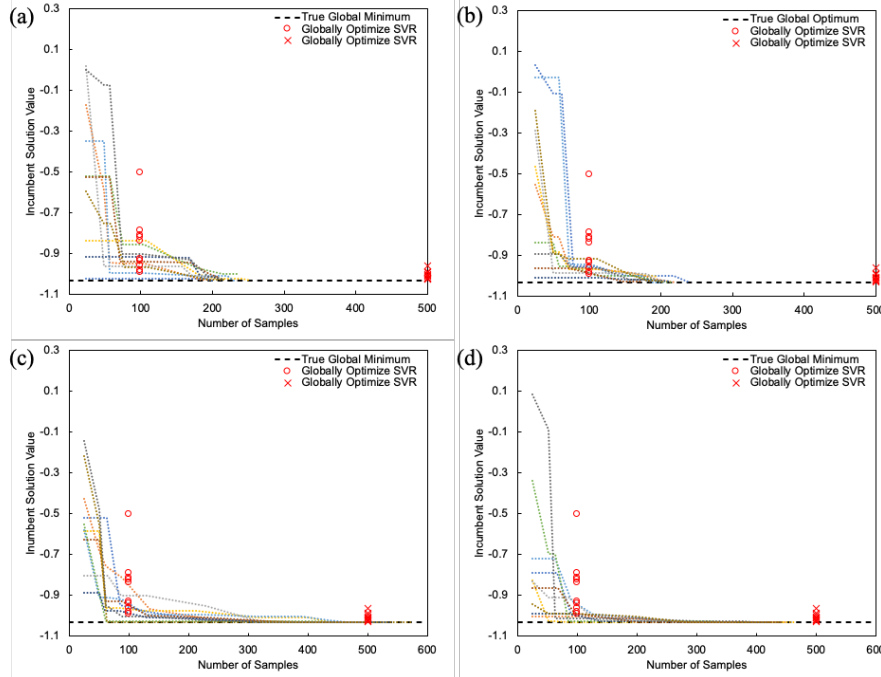 (a)
0.3
0.1
-0.1
-0.3
-0.5
-0.7
-0.9
-1.1
Incumbent Solution Value
True Global Minimum
Globally Optimize SVR
Globally Optimize SVR
0 100 200 300 400 500
Number of Samples
(b)
0.3
0.1
-0.1
-0.3
-0.5
-0.7
-0.9
-1.1
Incumbent Solution Value
True Global Optimum
Globally Optimize SVR
Globally Optimize SVR
0 100 200 300 400 500
Number of Samples
(c)
0.3
0.1
-0.1
-0.3
-0.5
-0.7
-0.9
-1.1
Inumbent Solution Value
True Global Minimum
Globally Optimize SVR
Globally Optimize SVR
0 100 200 300 400 500 600
Number of Samples
(d)
0.3
0.1
-0.1
-0.3
-0.5
-0.7
-0.9
-1.1
Incumbent Solution Value
True Global Minimum
Globally Optimize SVR
Globally Optimize SVR
0 100 200 300 400 500 600
Number of Samples